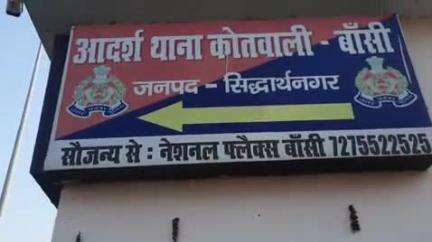 आदर्श थाना कोतवाली - बाँसी
जनपद - सिद्धार्थनगर
सौजन्य से : नेशनल फ्लैक्स बाँसी 7275522525